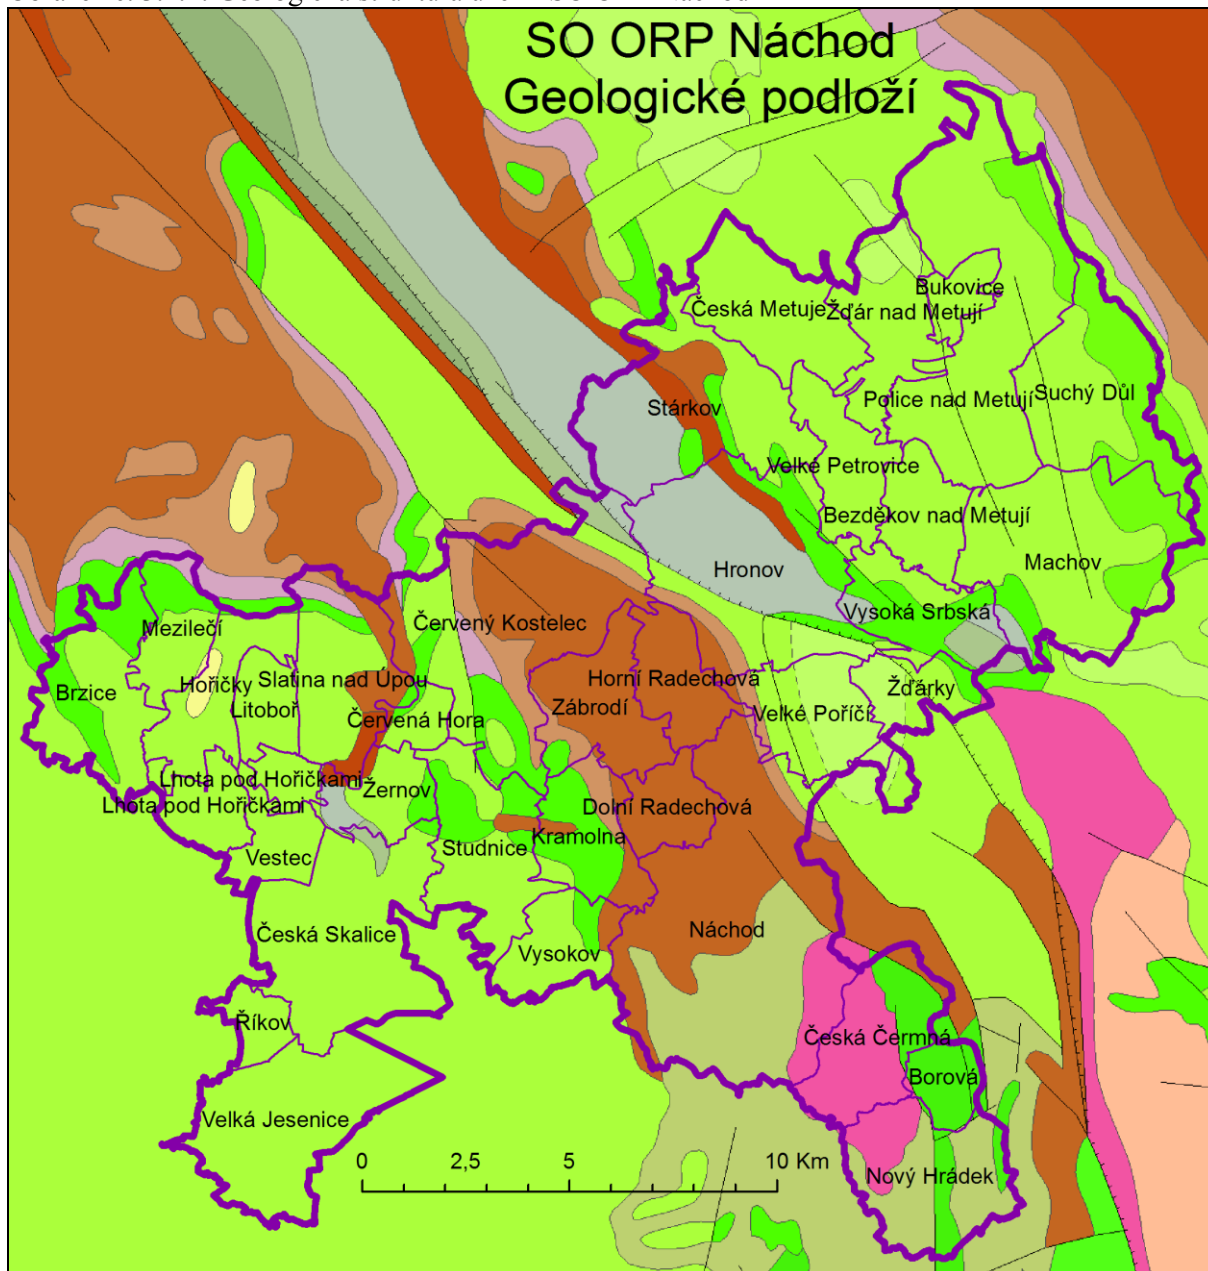 SO ORP Náchod
Geologické podloží
Bukovice
Česká Metuje
Žďár nad Metují
Suchý Důl
Police nad Metují
Stárkov
Velké Petrovice
Bezděkov nad Metují
Machov
Hronov
Vysoká Srbská
Červený Kostelec
Mezilečí
Slatina nad Úpou
Horní Radechová
Hořičky
Žďárky
Brzice
Litoboř
Zábrodí
Velké Poříčí
Červená Hora
Lhota pod Hořičkami
Žernov
Lhota pod Hořičkami
Dolní Radechová
Kramolna
Studnice
Vestec
Náchod
Česká Skalice
Vysokov
Říkov
Česká Čermná
Borová
Velká Jesenice
0 2,5 5 10 Km
Nový Hrádek